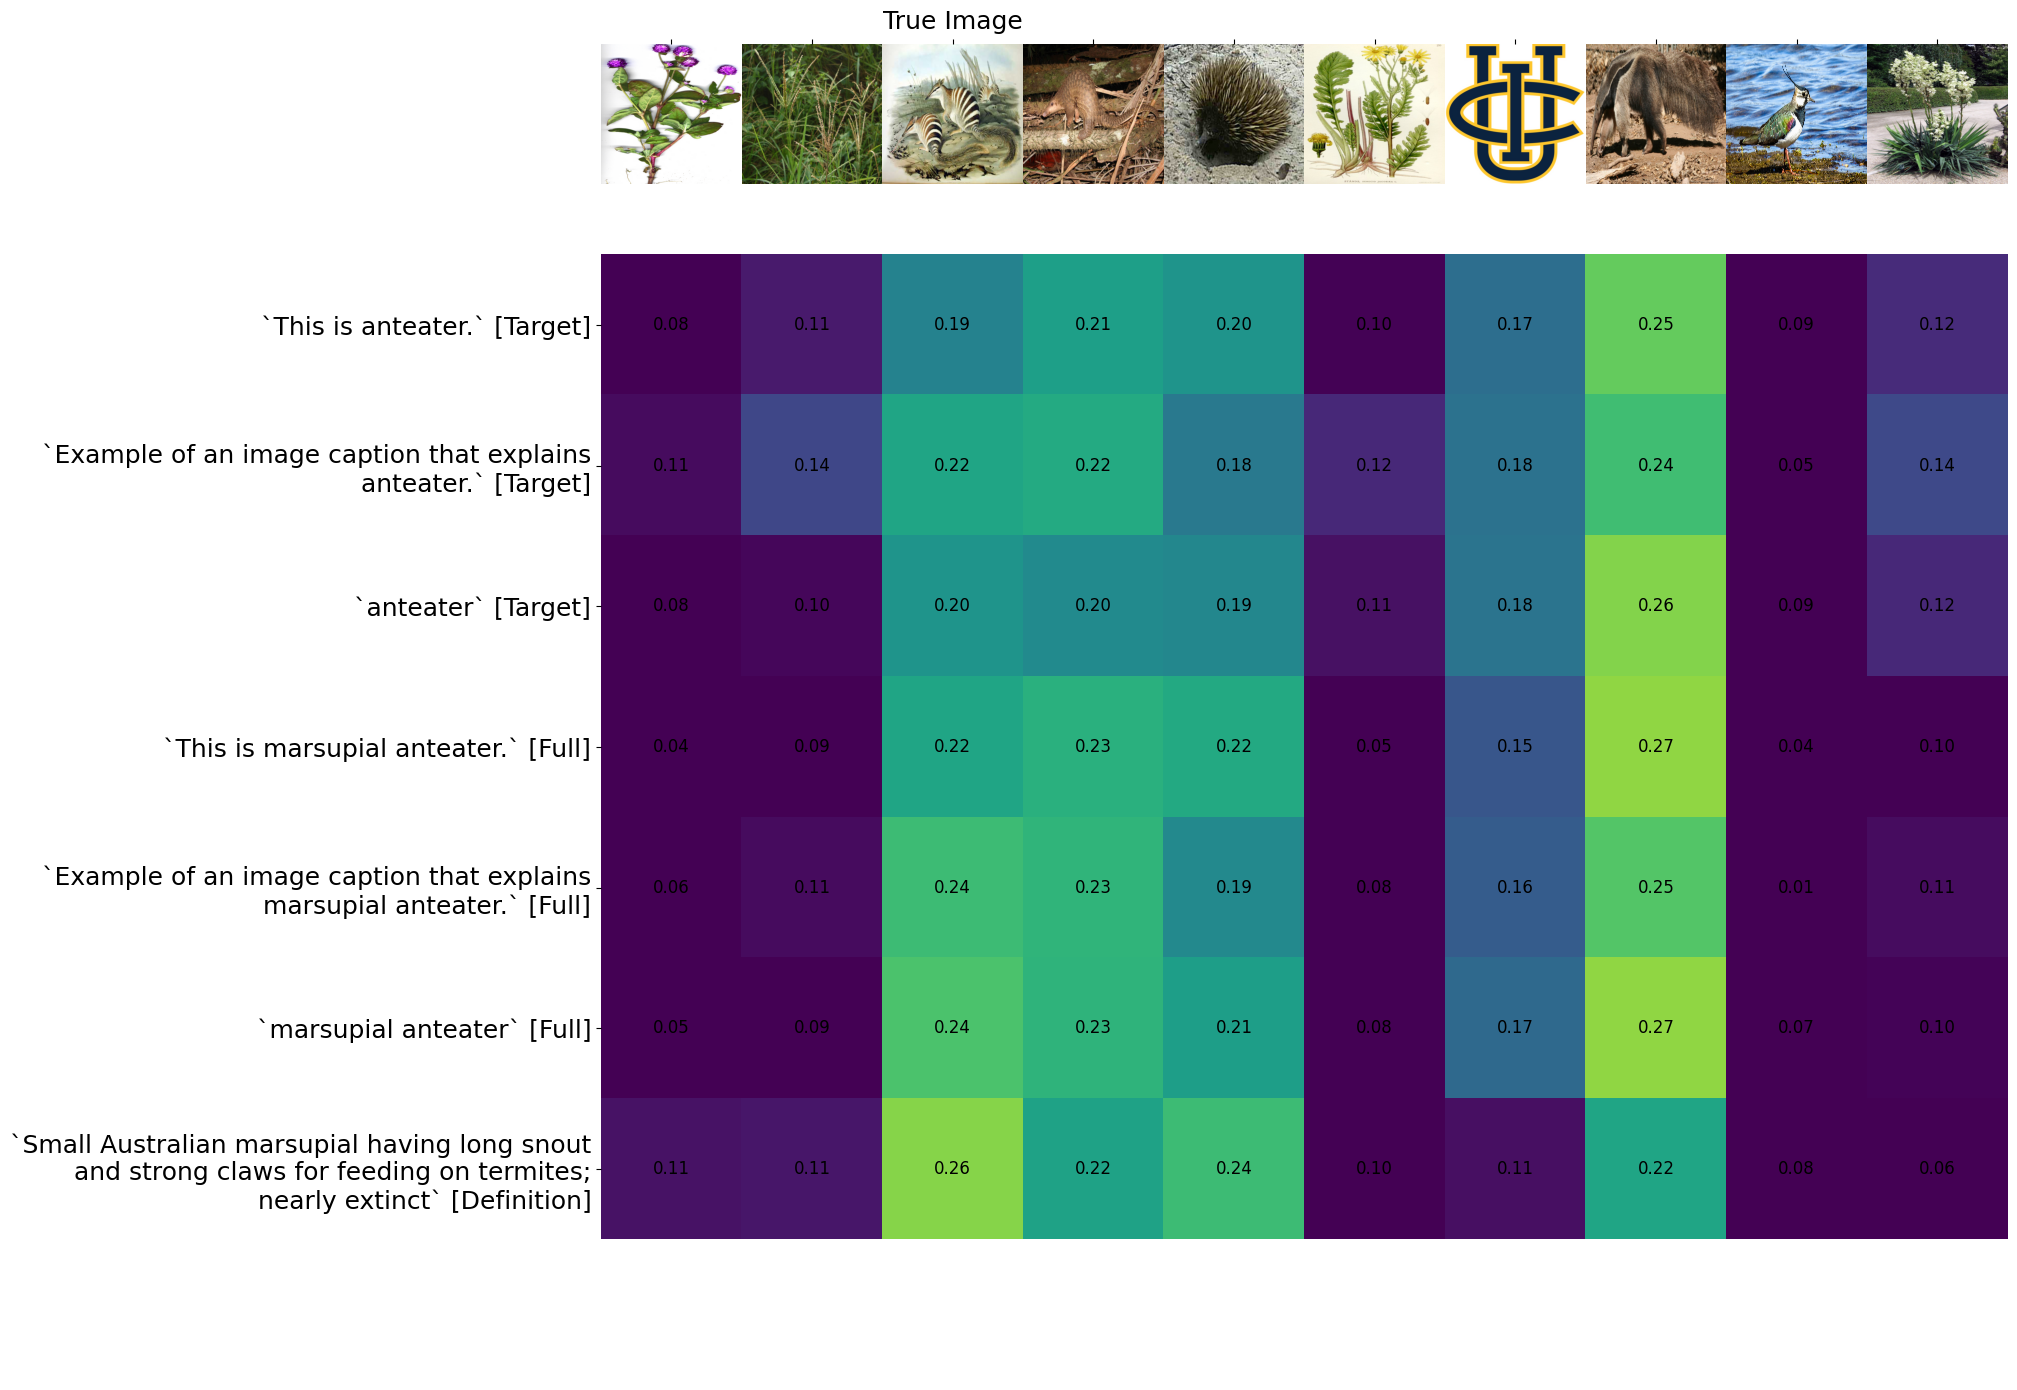 True Image
UCI
`This is anteater.` [Target]
0.08 0.11 0.19 0.21 0.20 0.10 0.17 0.25 0.09 0.12
`Example of an image caption that explains
anteater.` [Target]
0.11 0.14 0.22 0.22 0.18 0.12 0.18 0.24 0.05 0.14
`anteater` [Target]
0.08 0.10 0.20 0.20 0.19 0.11 0.18 0.26 0.09 0.12
`This is marsupial anteater.` [Full]
0.04 0.09 0.22 0.23 0.22 0.05 0.15 0.27 0.04 0.10
`Example of an image caption that explains
marsupial anteater.` [Full]
0.06 0.11 0.24 0.23 0.19 0.08 0.16 0.25 0.01 0.11
`marsupial anteater` [Full]
0.05 0.09 0.24 0.23 0.21 0.08 0.17 0.27 0.07 0.10
`Small Australian marsupial having long snout
and strong claws for feeding on termites;
nearly extinct` [Definition]
0.11 0.11 0.26 0.22 0.24 0.10 0.11 0.22 0.08 0.06